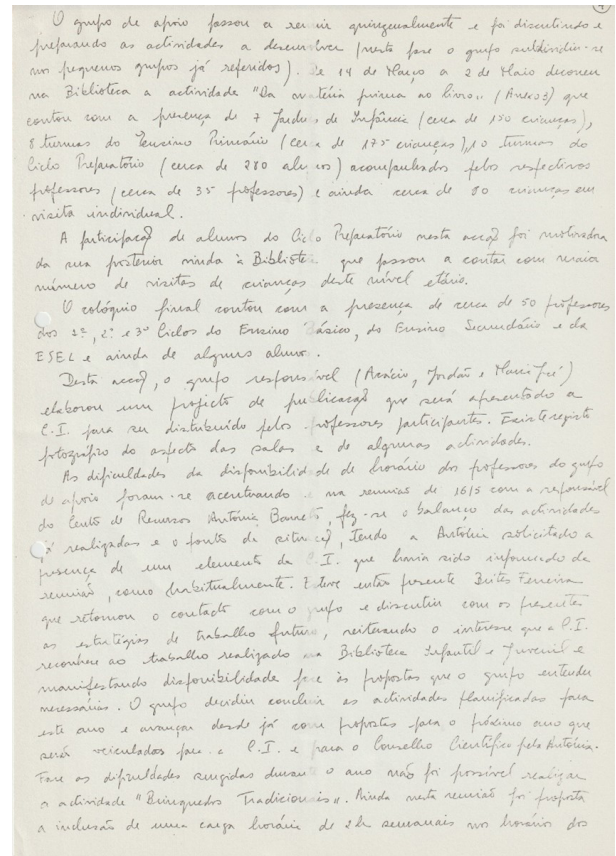 4
O grupo de apoio passou a reunir quinzenalmente e foi discutindo e
preparando as actividades a desenvolver (nesta fase o grupo subdividiu-se
nos pequenos grupos já referidos). De 14 de Março a 2 de Maio decorreu
na Biblioteca a actividade "Da matéria prima ao livro" (Anexo 3) que
contou com a presença de 7 Jardins de Infância (cerca de 150 crianças),
8 turmas do Ensino Primário (cerca de 175 crianças), 10 turmas do
Ciclo Preparatório (cerca de 280 alunos) acompanhados pelos respectivos
professores (cerca de 35 professores) e ainda cerca de 80 crianças em
visita individual.
A participação de alunos do Ciclo Preparatório nesta acção foi motivadora
da sua posterior vinda à Biblioteca que passou a contar com maior
número de visitas de crianças deste nível etário.
O colóquio final contou com a presença de cerca de 50 professores
dos 1º, 2º e 3º Ciclos do Ensino Básico, do Ensino Secundário e da
ESEL e ainda de alguns alunos.
Desta acção, o grupo responsável (Acácio, Jordão e Maria José)
elaborou um projecto de publicação que será apresentado a
C.I. para ser distribuído pelos professores participantes. Existe registo
fotográfico do aspecto das salas e de algumas actividades.
As dificuldades da disponibilidade de horário dos professores do grupo
de apoio foram-se acentuando e na reunião de 16/5 com a responsável
do Centro de Recursos Antónia Barreto, fez-se o balanço das actividades
já realizadas e o ponto da situação, tendo a Antónia solicitado a
presença de um elemento da C.I. que havia sido informada da
reunião, como habitualmente. Esteve então presente Brites Ferreira
que retomou o contacto com o grupo e discutiu com os presentes
as estratégias de trabalho futuro, reiterando o interesse que a C.I.
reconhece ao trabalho realizado na Biblioteca Infantil e Juvenil e
manifestando disponibilidade face às propostas que o grupo entender
necessárias. O grupo decidiu concluir as actividades planificadas para
este ano e avançar desde já com propostas para o próximo ano que
será veiculadas para a C.I. e para o Conselho Científico pela Antónia.
Face as dificuldades surgidas durante o ano não foi possível realizar
a actividade "Brinquedos Tradicionais". Ainda nesta reunião foi proposta
a inclusão de uma carga horária de 2h semanais nos horários dos